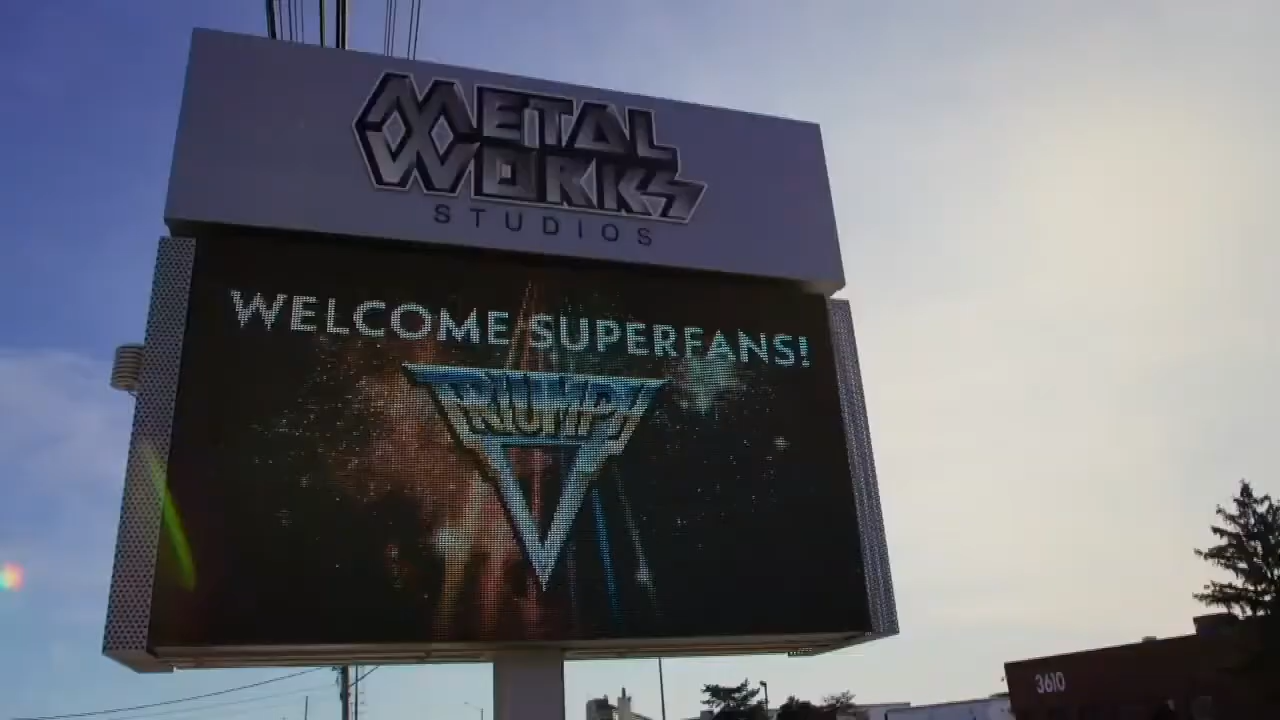 METAL
WORKS
STUDIOS
WELCOME SUPERFANS!
TRIUMPH
3610